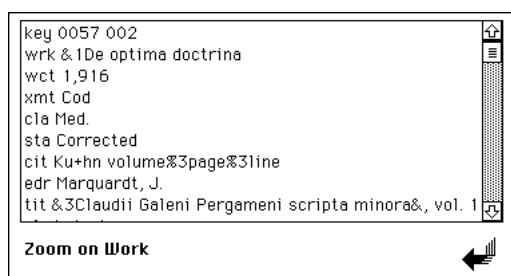 key 0057 002
wrk &1De optima doctrina
wct 1,916
xmt Cod
cla Med.
sta Corrected
cit Ku+hn volume%3page%3line
edr Marquardt, J.
tit &3Claudii Galeni Pergameni scripta minora&, vol. 1
Zoom on Work